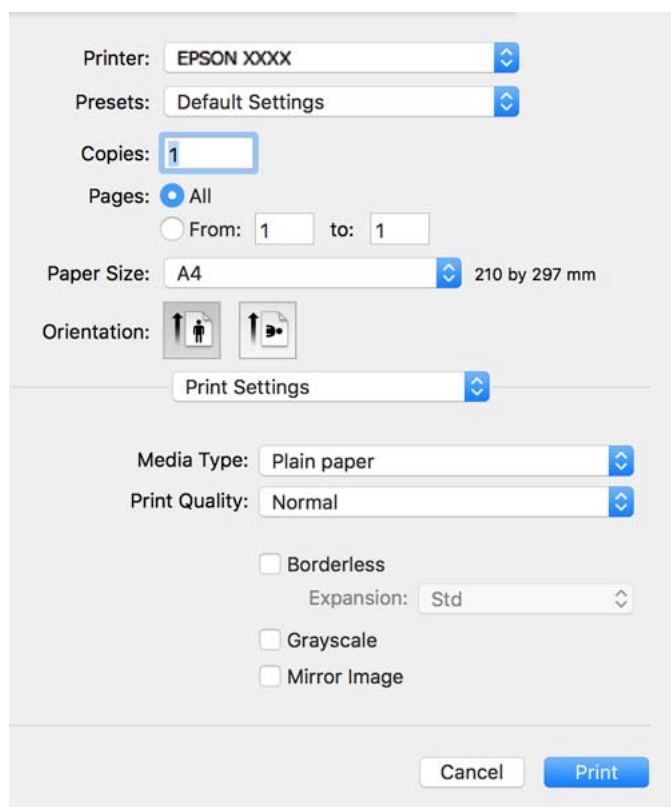 Printer: EPSON XXXX
Presets: Default Settings
Copies: 1
Pages: All
From: 1 to: 1
Paper Size: A4 210 by 297 mm
Orientation:
Print Settings
Media Type: Plain paper
Print Quality: Normal
Borderless
Expansion: Std
Grayscale
Mirror Image
Cancel Print